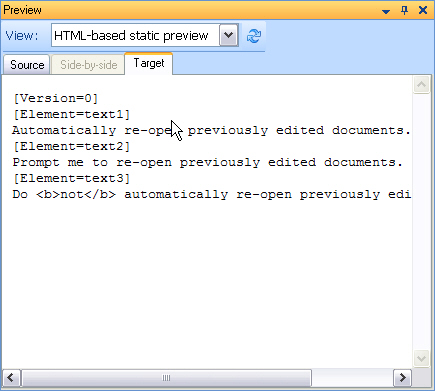 Preview
View: HTML-based static preview
Source Side-by-side Target
[Version=0]
[Element=text1]
Automatically re-open previously edited documents.
[Element=text2]
Prompt me to re-open previously edited documents.
[Element=text3]
Do <b>not</b> automatically re-open previously edi